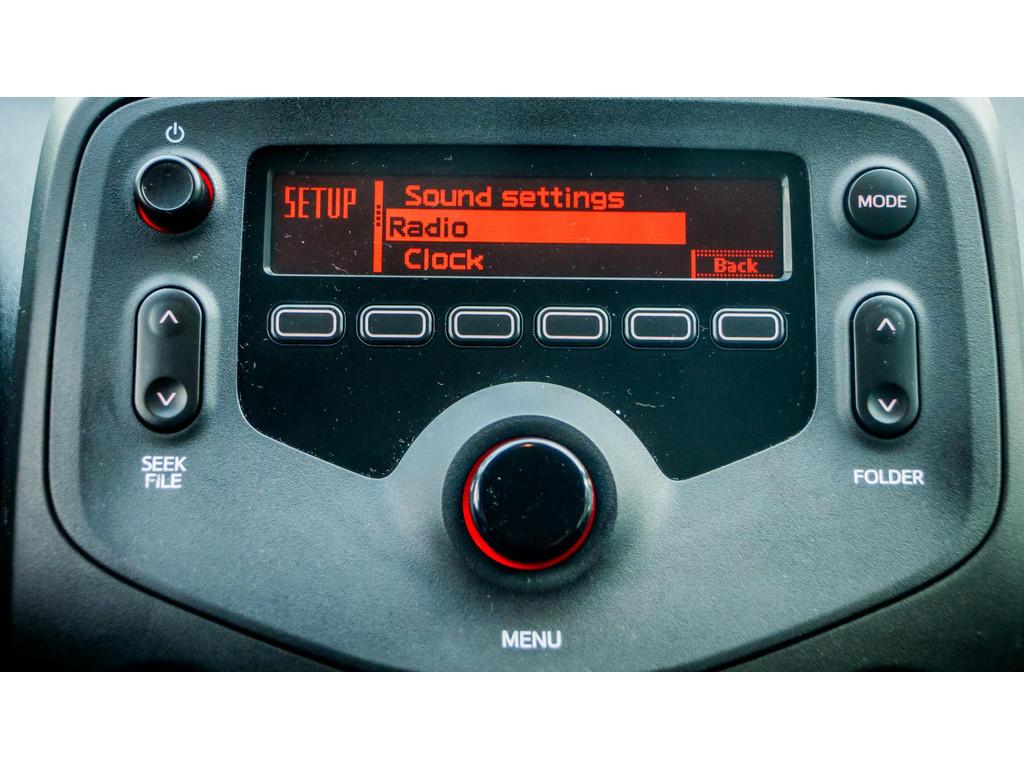 SETUP
Sound settings
Radio
Clock
Back
MODE
SEEK
FILE
FOLDER
MENU